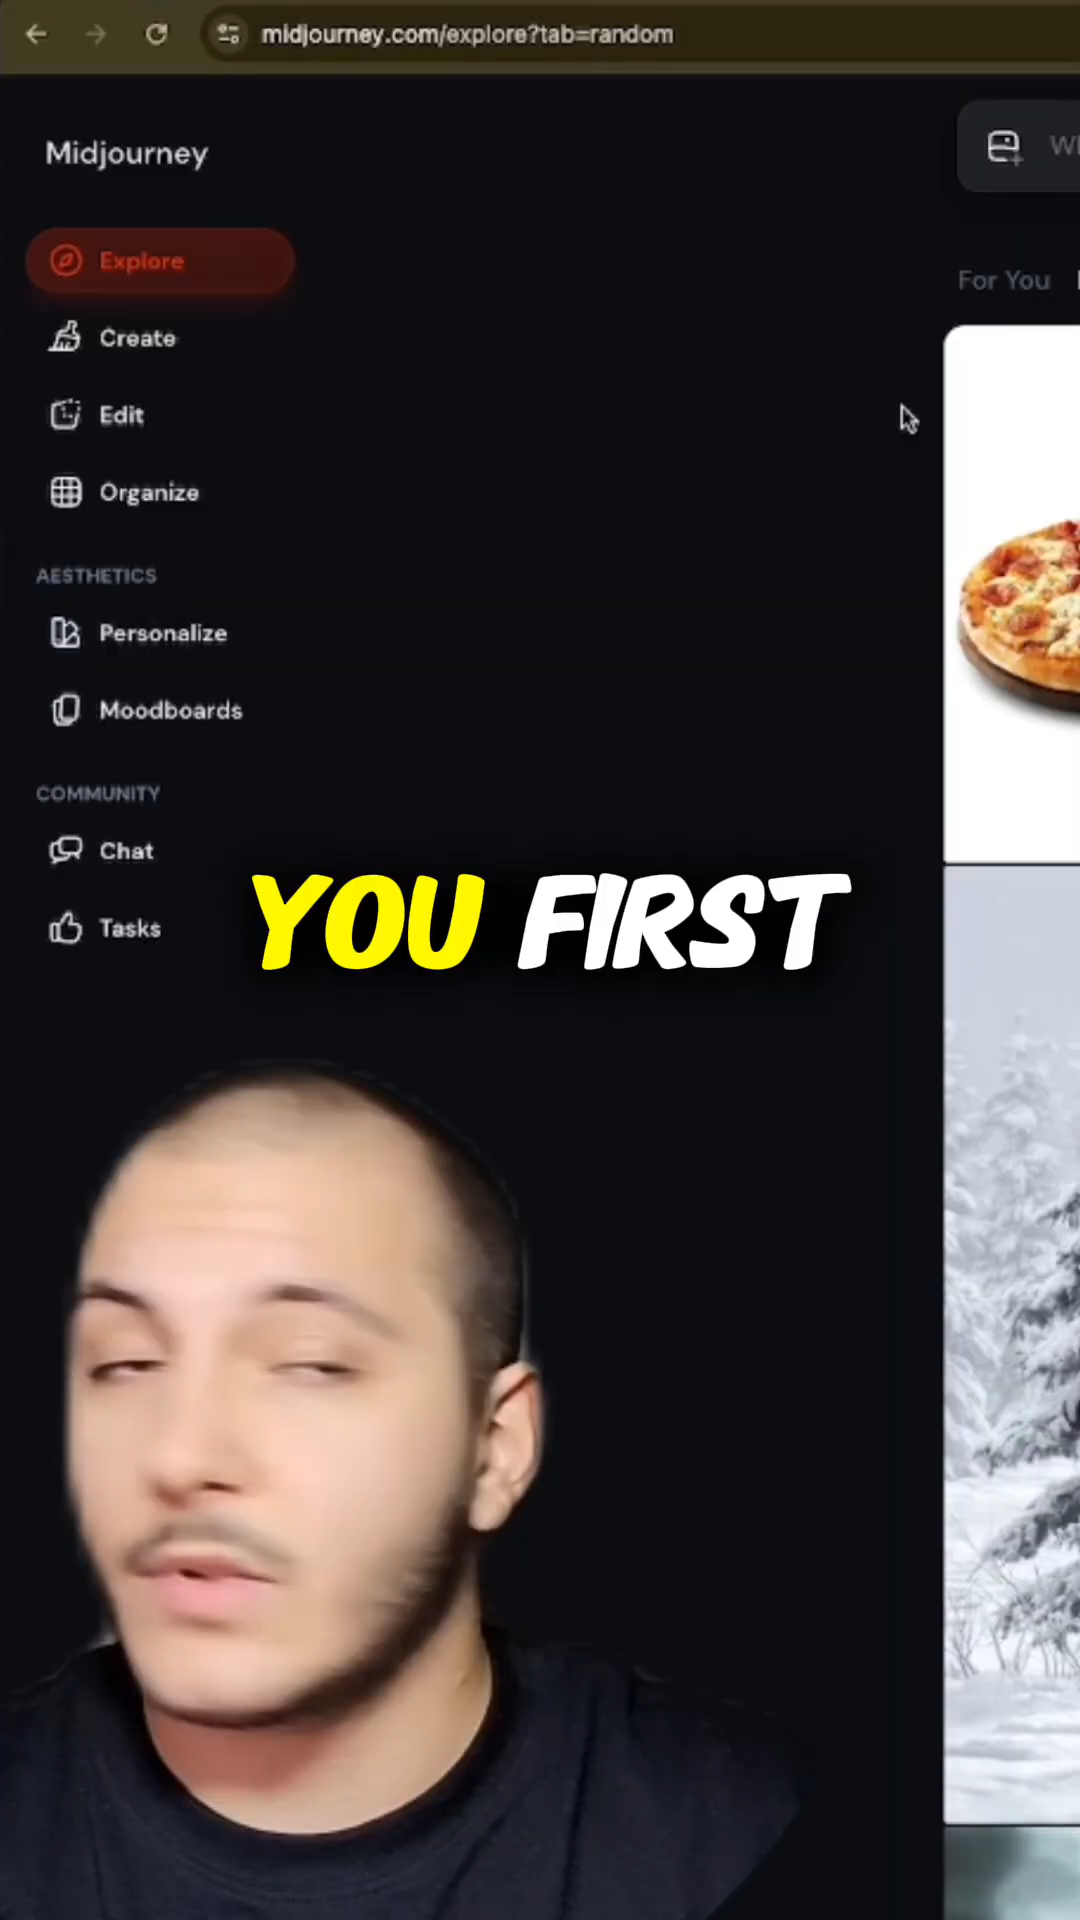 midjourney.com/explore?tab=random
Midjourney
Explore
Create
Edit
Organize
AESTHETICS
Personalize
Moodboards
COMMUNITY
Chat
Tasks
For You
YOU FIRST